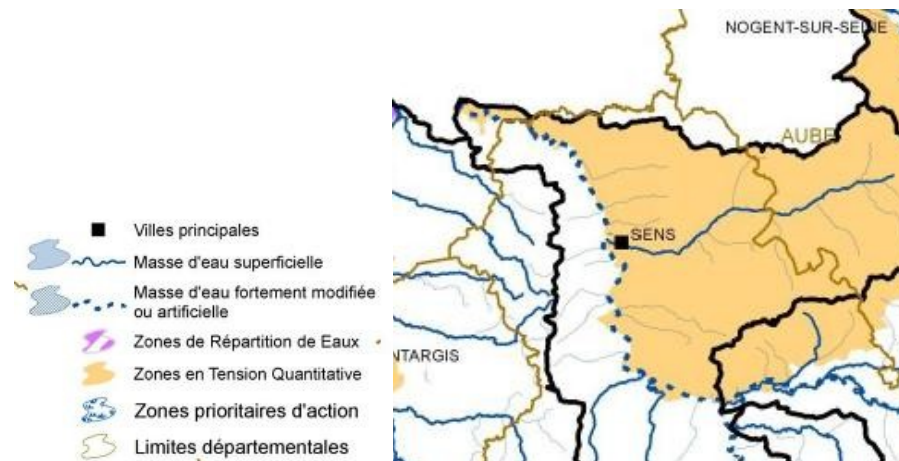 Villes principales
Masse d'eau superficielle
Masse d'eau fortement modifiée
ou artificielle
Zones de Répartition de Eaux
Zones en Tension Quantitative
Zones prioritaires d'action
Limites départementales
NOGENT-SUR-SEINE
AUBE
SENS
NTARGIS